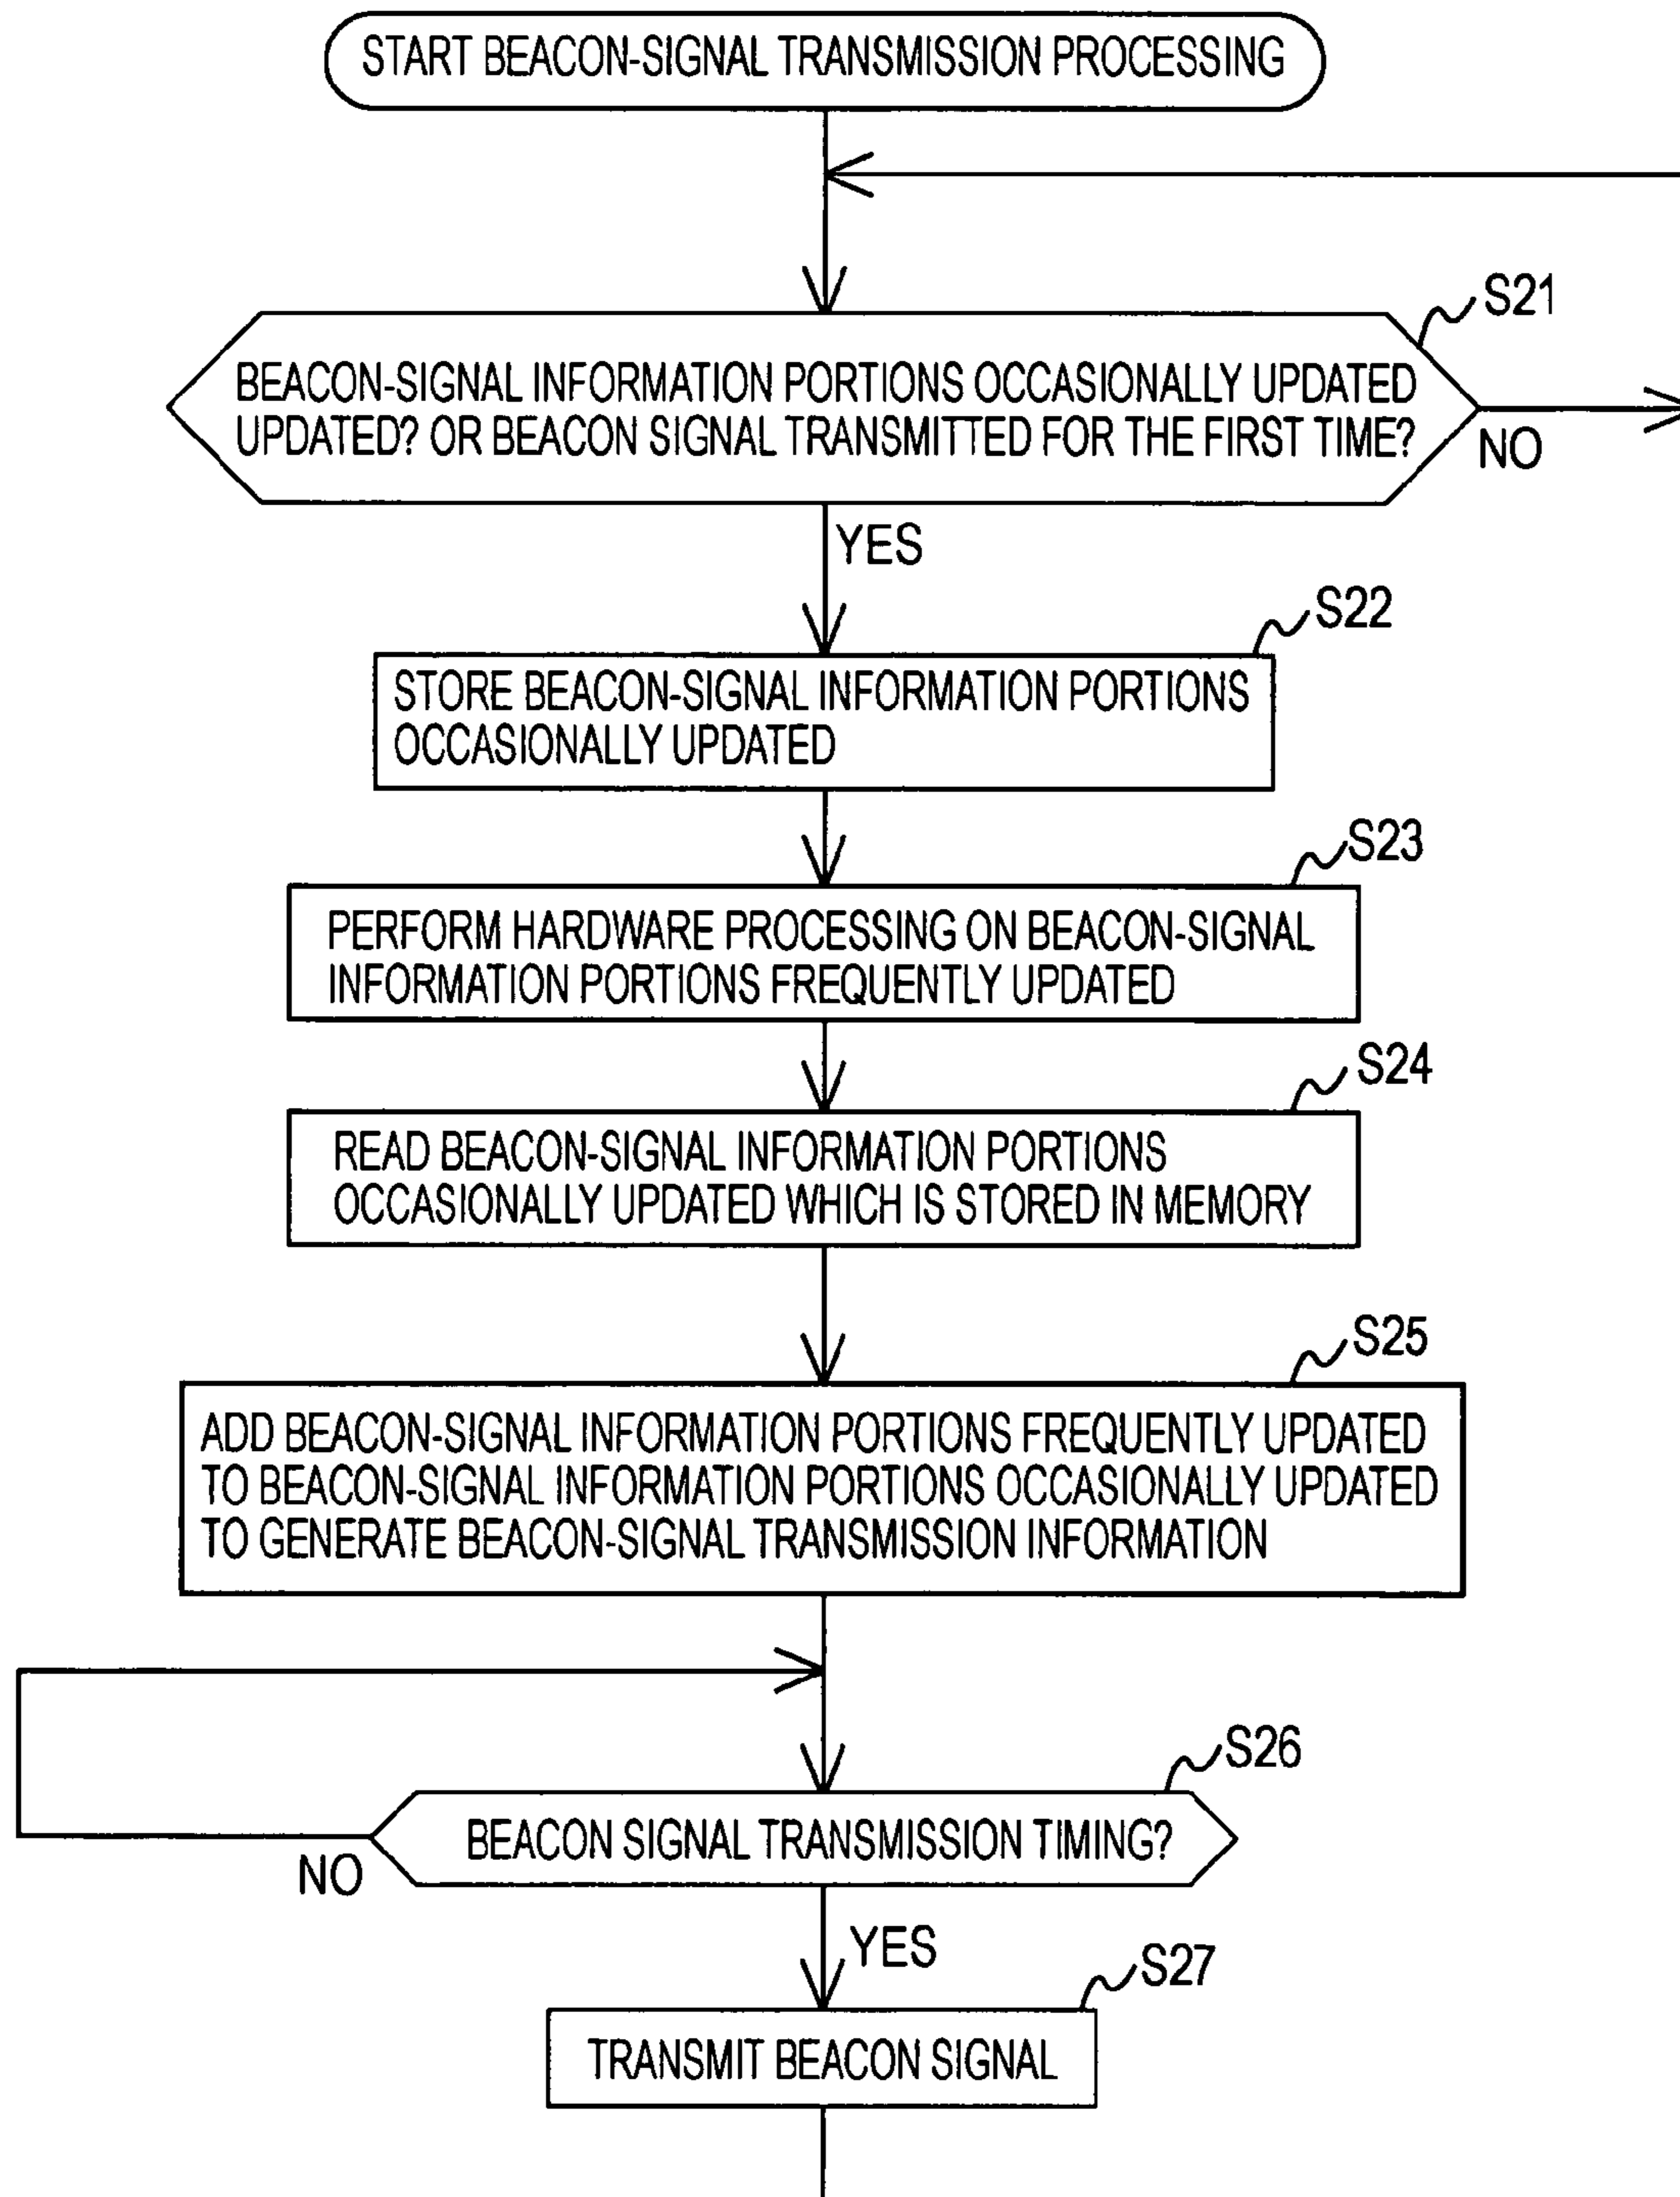 START BEACON-SIGNAL TRANSMISSION PROCESSING
S21
BEACON-SIGNAL INFORMATION PORTIONS OCCASIONALLY UPDATED
UPDATED? OR BEACON SIGNAL TRANSMITTED FOR THE FIRST TIME?
NO
YES
S22
STORE BEACON-SIGNAL INFORMATION PORTIONS
OCCASIONALLY UPDATED
S23
PERFORM HARDWARE PROCESSING ON BEACON-SIGNAL
INFORMATION PORTIONS FREQUENTLY UPDATED
S24
READ BEACON-SIGNAL INFORMATION PORTIONS
OCCASIONALLY UPDATED WHICH IS STORED IN MEMORY
S25
ADD BEACON-SIGNAL INFORMATION PORTIONS FREQUENTLY UPDATED
TO BEACON-SIGNAL INFORMATION PORTIONS OCCASIONALLY UPDATED
TO GENERATE BEACON-SIGNAL TRANSMISSION INFORMATION
S26
BEACON SIGNAL TRANSMISSION TIMING?
NO
YES
S27
TRANSMIT BEACON SIGNAL